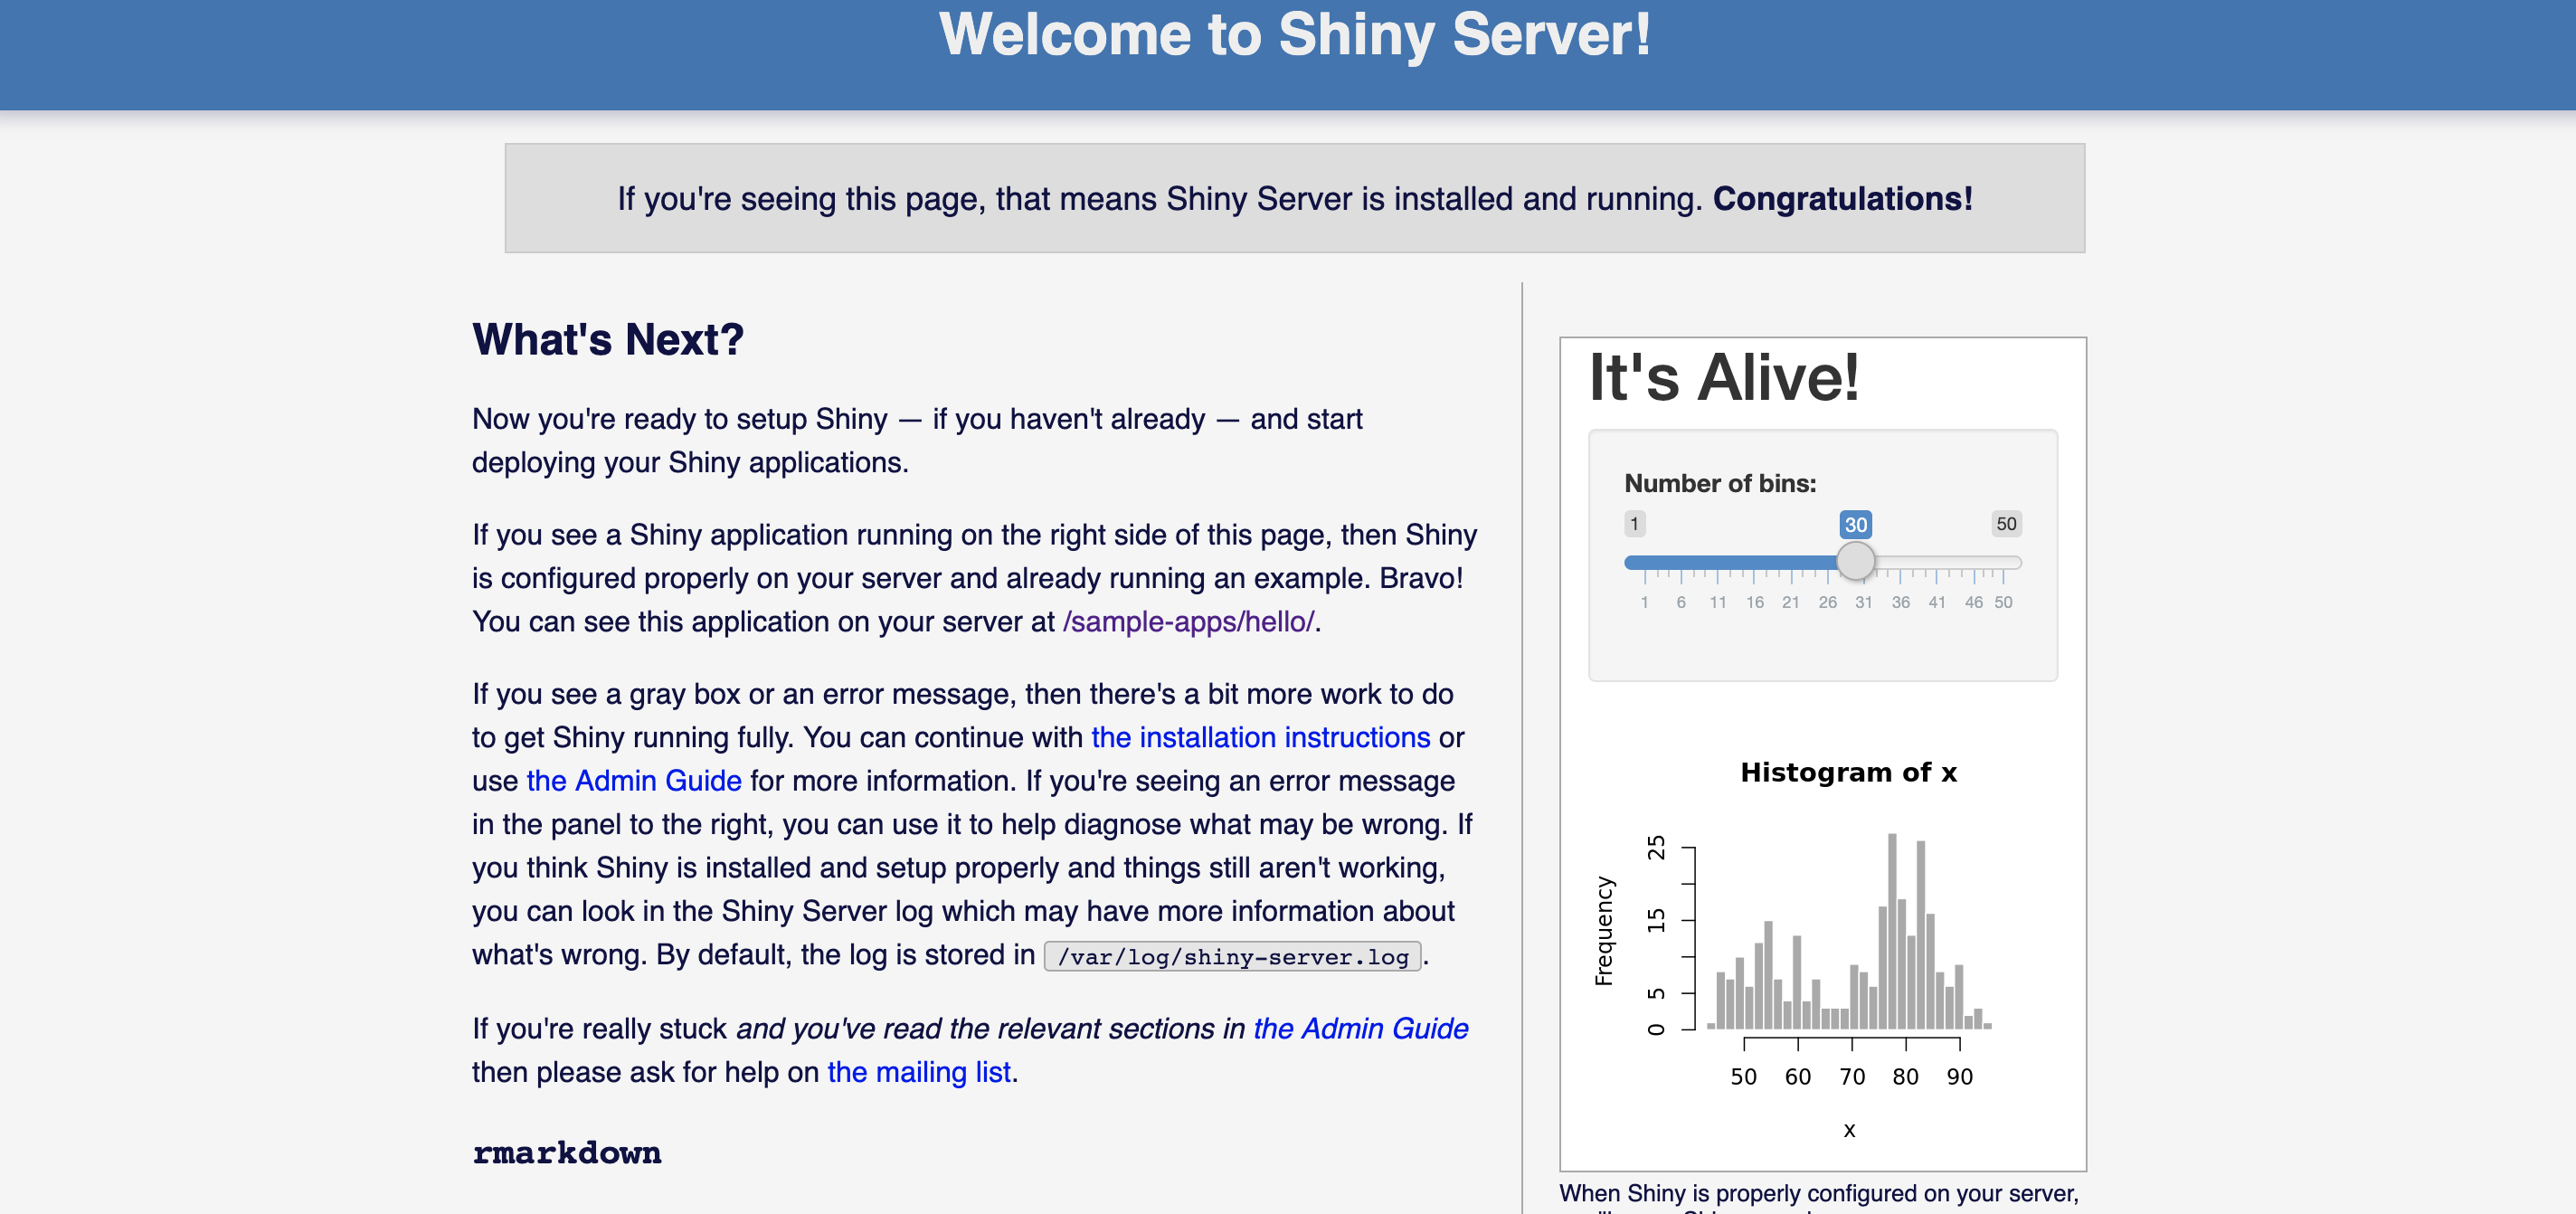 Welcome to Shiny Server!
If you're seeing this page, that means Shiny Server is installed and running. Congratulations!
What's Next?
Now you're ready to setup Shiny — if you haven't already — and start
deploying your Shiny applications.
If you see a Shiny application running on the right side of this page, then Shiny
is configured properly on your server and already running an example. Bravo!
You can see this application on your server at /sample-apps/hello/.
If you see a gray box or an error message, then there's a bit more work to do
to get Shiny running fully. You can continue with the installation instructions or
use the Admin Guide for more information. If you're seeing an error message
in the panel to the right, you can use it to help diagnose what may be wrong. If
you think Shiny is installed and setup properly and things still aren't working,
you can look in the Shiny Server log which may have more information about
what's wrong. By default, the log is stored in /var/log/shiny-server.log.
If you're really stuck and you've read the relevant sections in the Admin Guide
then please ask for help on the mailing list.
rmarkdown
It's Alive!
Number of bins:
1 30 50
1 6 11 16 21 26 31 36 41 46 50
Histogram of x
Frequency
25
15
5
0
50 60 70 80 90
x
When Shiny is properly configured on your server,